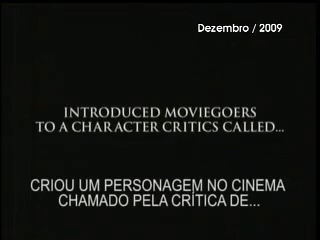 Dezembro / 2009
INTRODUCED MOVIEGOERS
TO A CHARACTER CRITICS CALLED...
CRIOU UM PERSONAGEM NO CINEMA
CHAMADO PELA CRÍTICA DE...